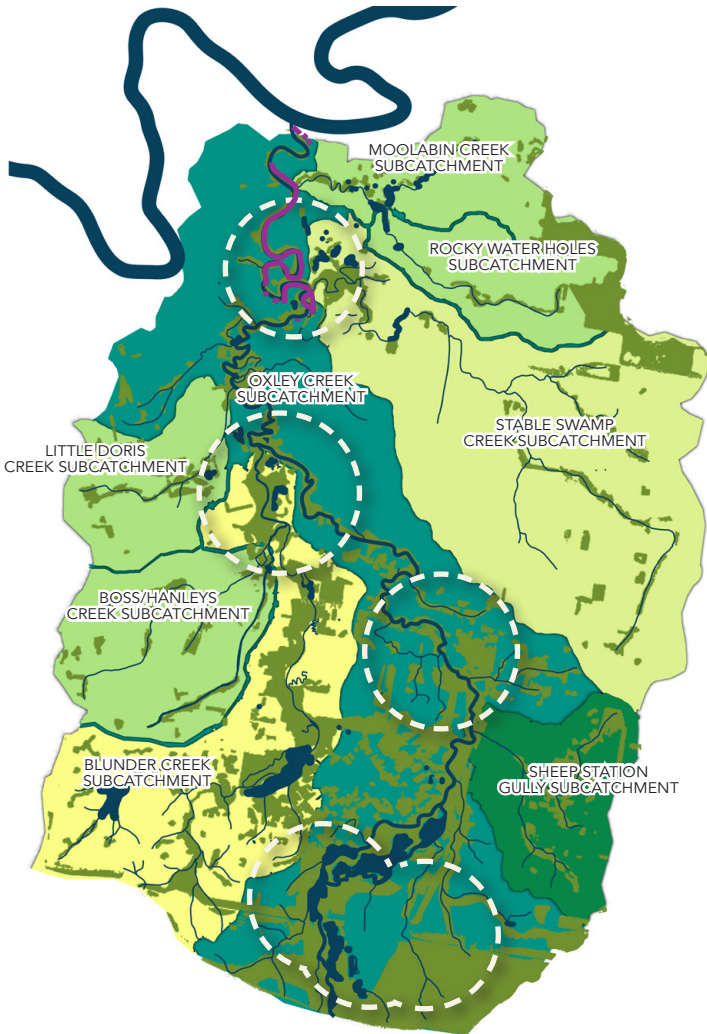 MOOLABIN CREEK
SUBCATCHMENT
ROCKY WATER HOLES
SUBCATCHMENT
OXLEY CREEK
SUBCATCHMENT
STABLE SWAMP
CREEK SUBCATCHMENT
LITTLE DORIS
CREEK SUBCATCHMENT
BOSS/HANLEYS
CREEK SUBCATCHMENT
BLUNDER CREEK
SUBCATCHMENT
SHEEP STATION
GULLY SUBCATCHMENT